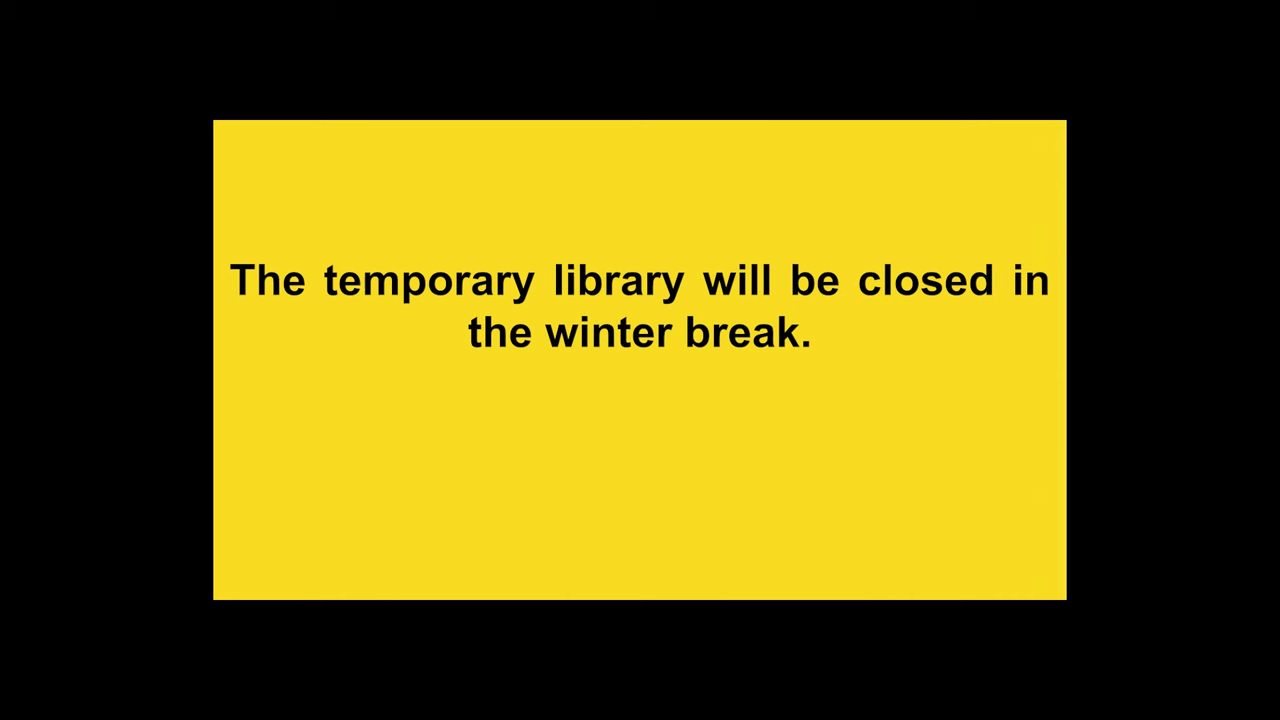 The temporary library will be closed in
the winter break.